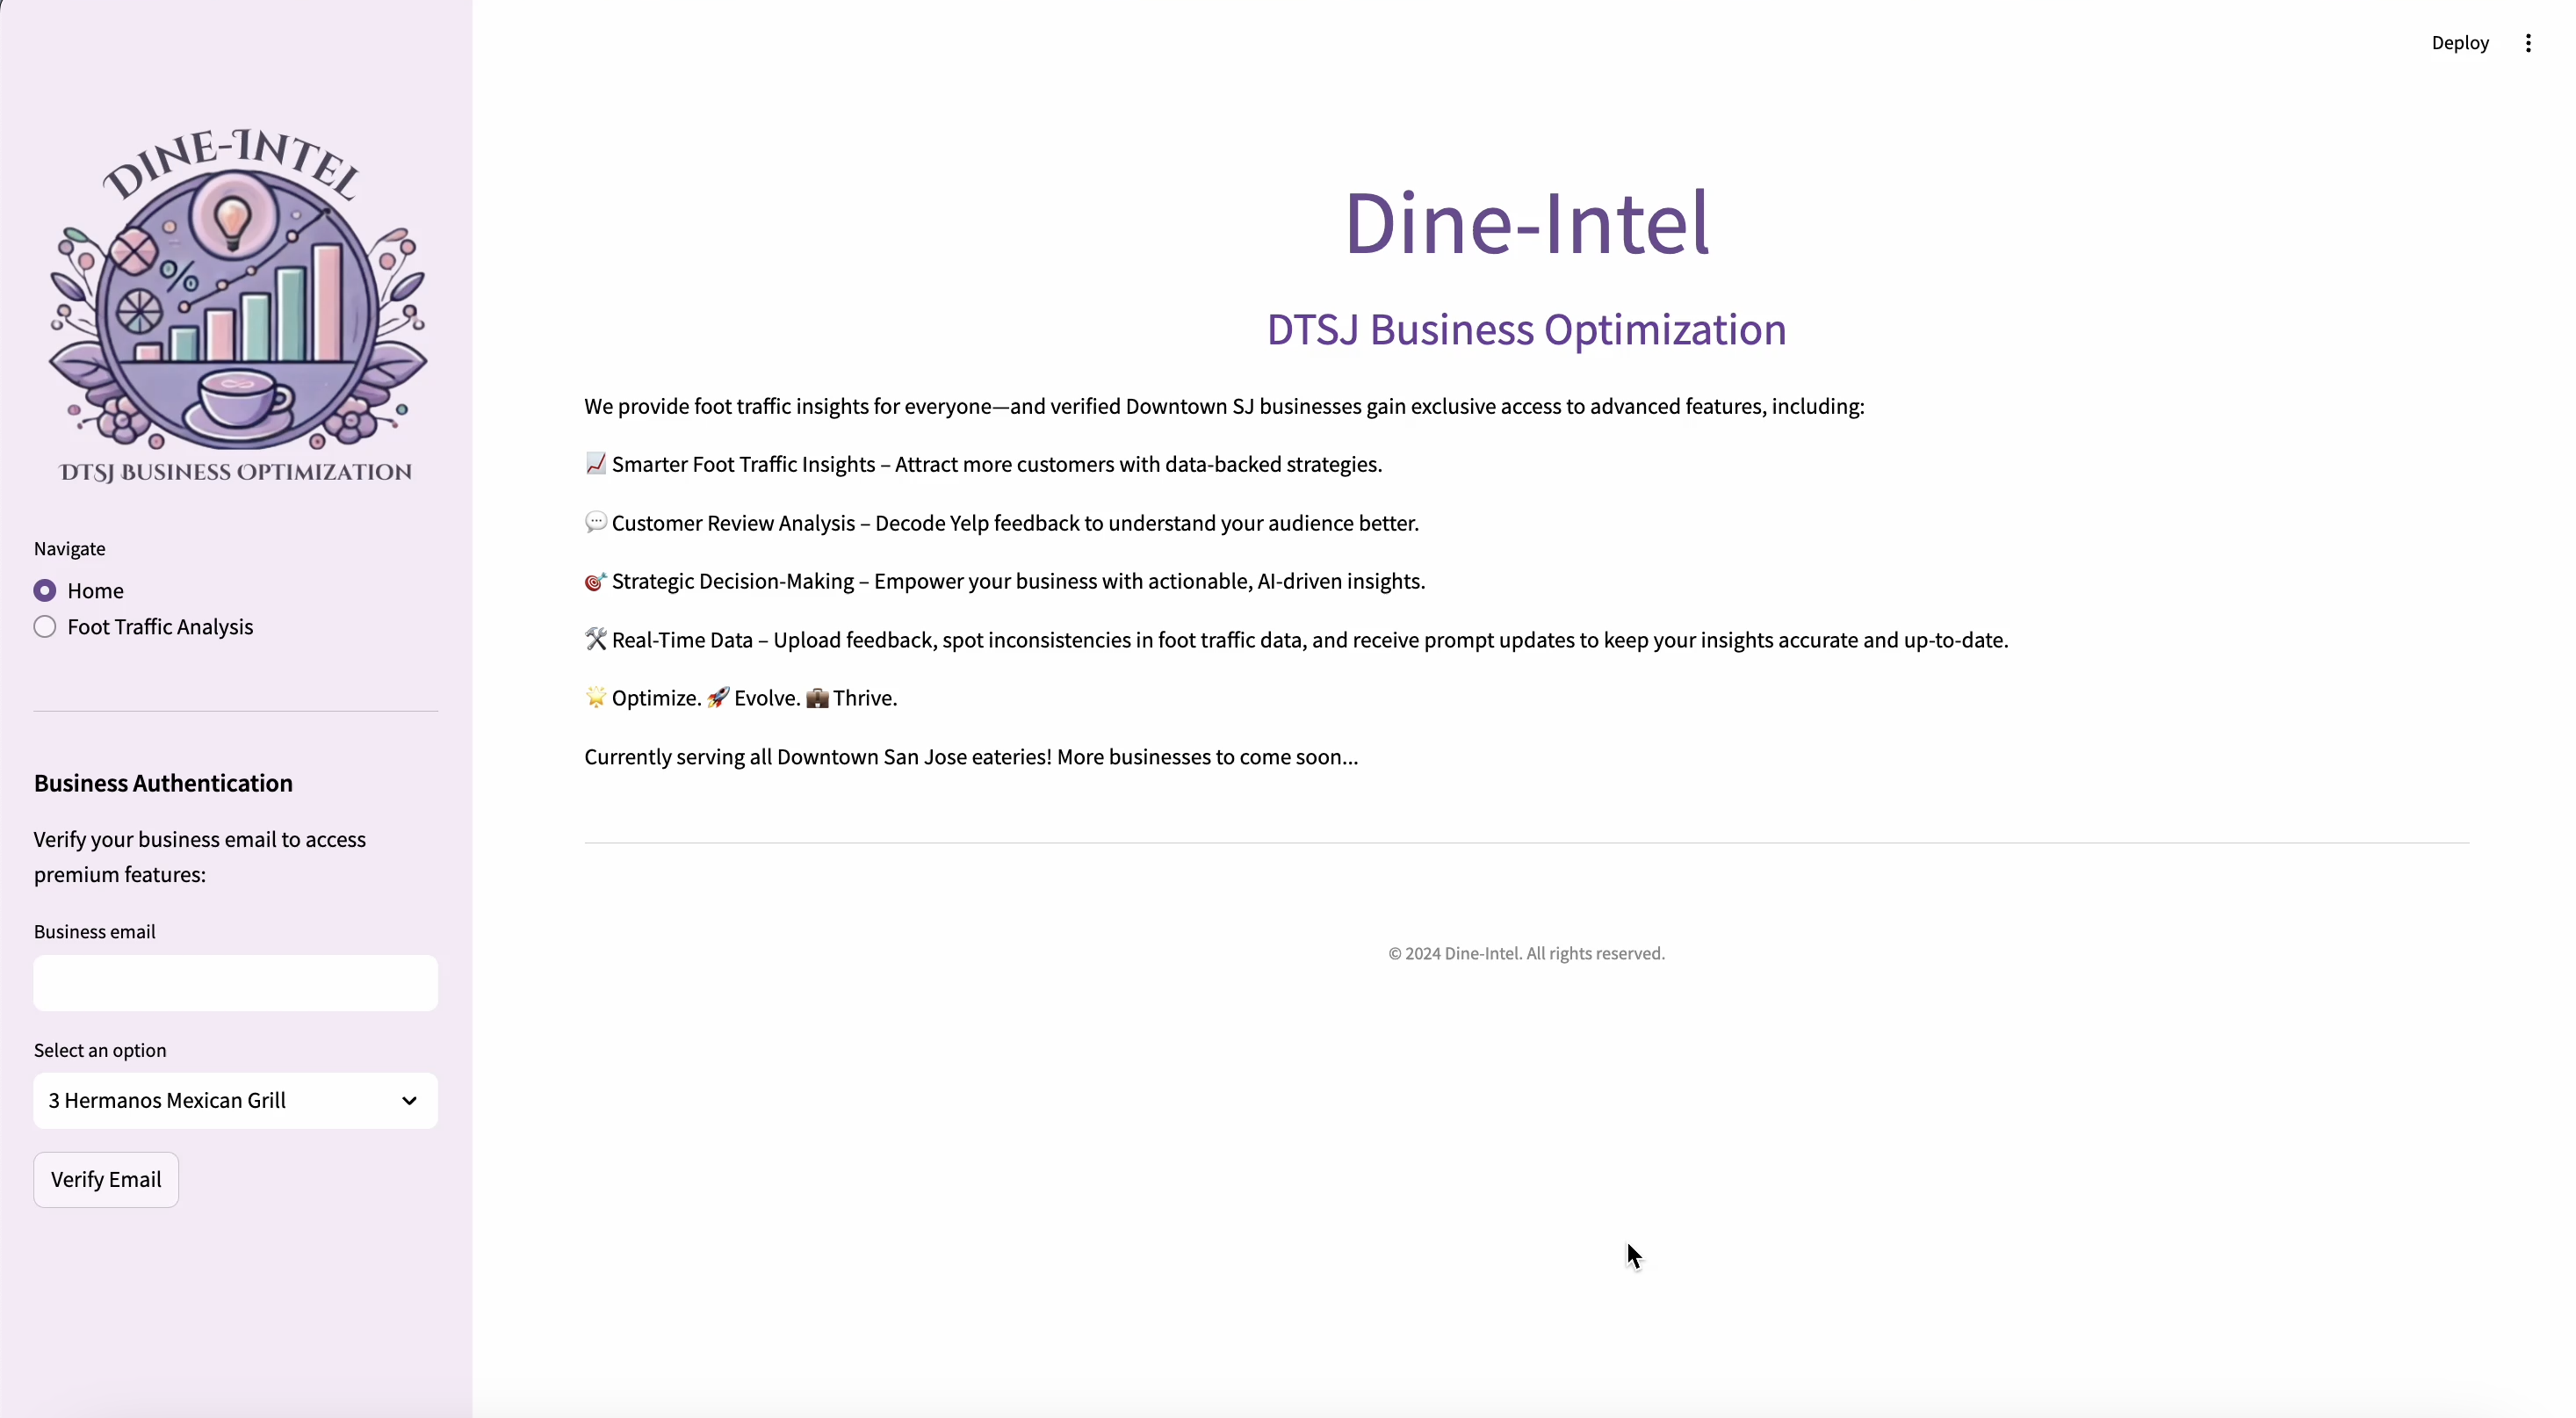 DINE-INTEL
%
DTSJ BUSINESS OPTIMIZATION
Navigate
Home
Foot Traffic Analysis
Business Authentication
Verify your business email to access
premium features:
Business email
Select an option
3 Hermanos Mexican Grill
Verify Email
Deploy
Dine-Intel
DTSJ Business Optimization
We provide foot traffic insights for everyone—and verified Downtown SJ businesses gain exclusive access to advanced features, including:
📈 Smarter Foot Traffic Insights – Attract more customers with data-backed strategies.
💬 Customer Review Analysis – Decode Yelp feedback to understand your audience better.
🎯 Strategic Decision-Making – Empower your business with actionable, AI-driven insights.
🛠 Real-Time Data – Upload feedback, spot inconsistencies in foot traffic data, and receive prompt updates to keep your insights accurate and up-to-date.
🌟 Optimize. 🚀 Evolve. 💼 Thrive.
Currently serving all Downtown San Jose eateries! More businesses to come soon...
© 2024 Dine-Intel. All rights reserved.